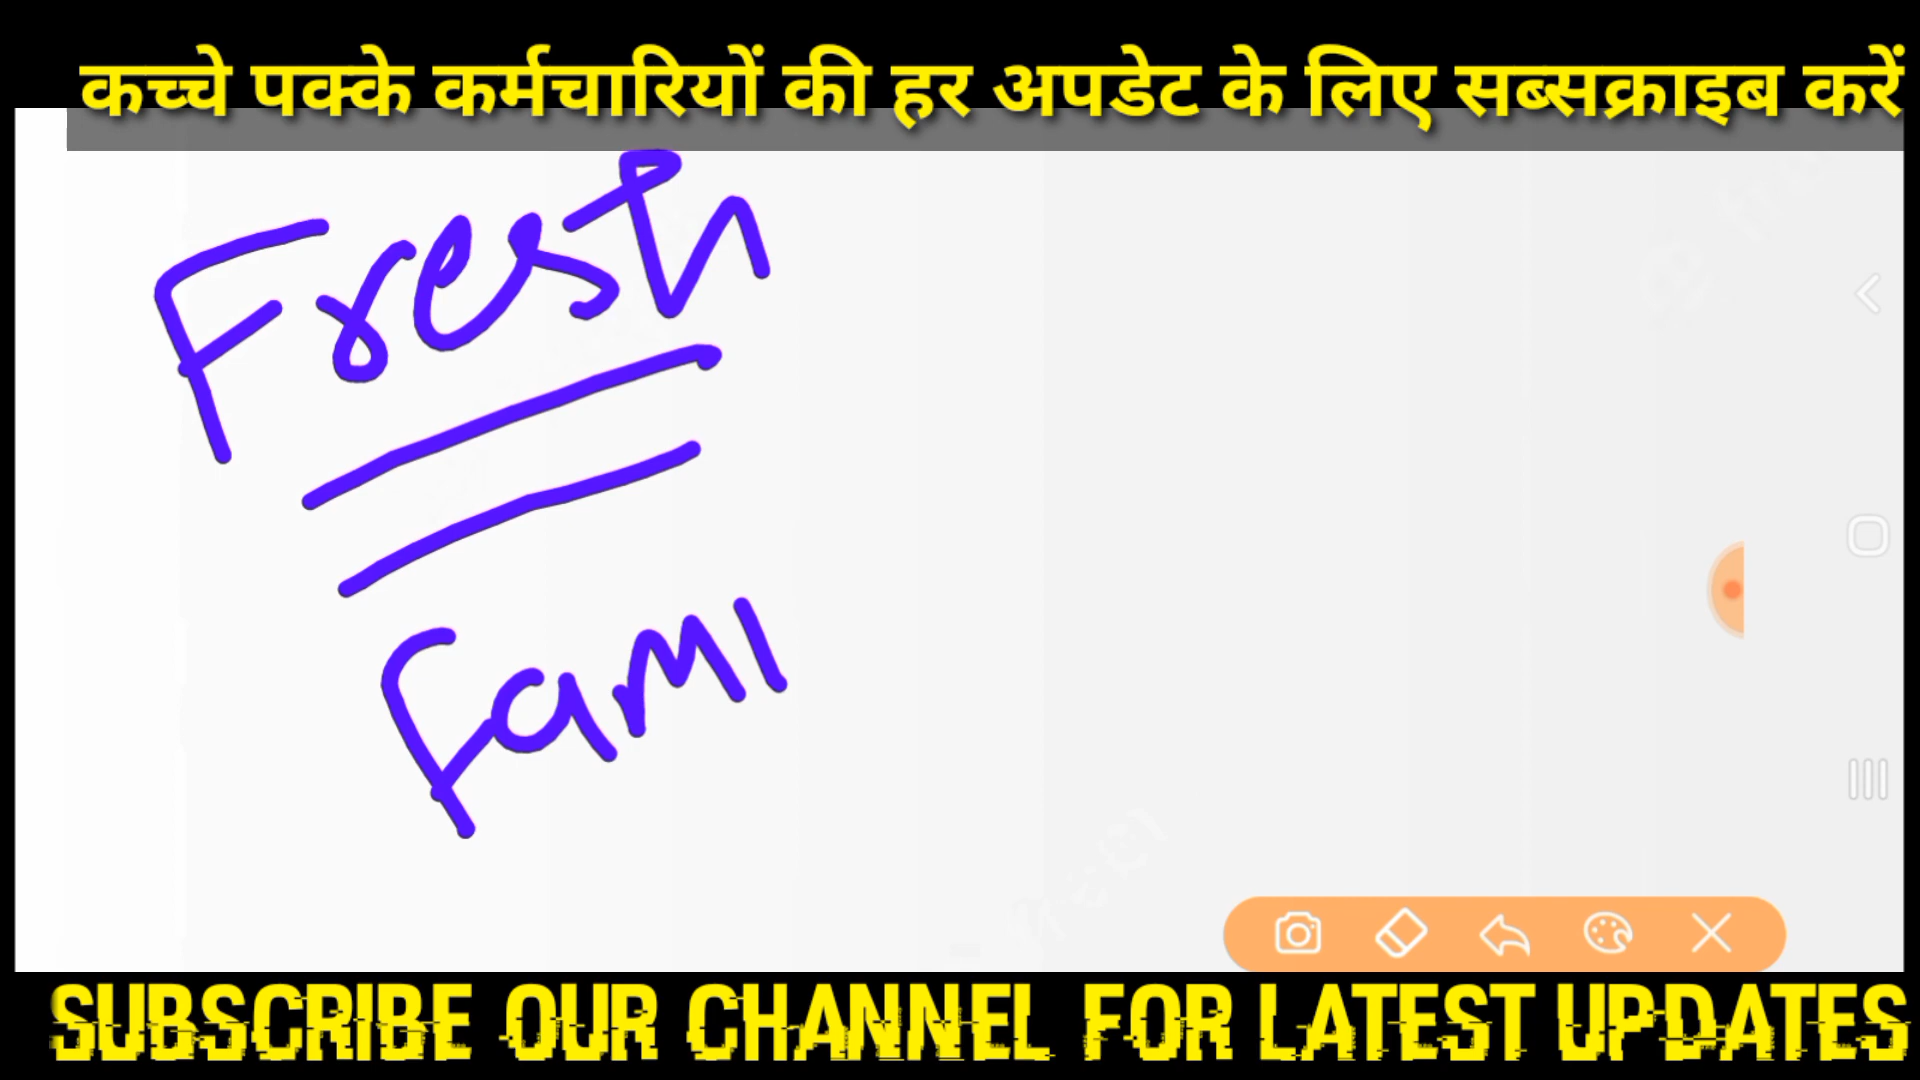 कच्चे पक्के कर्मचारियों की हर अपडेट के लिए सब्सक्राइब करें
Fresh
Fami
SUBSCRIBE OUR CHANNEL FOR LATEST UPDATES